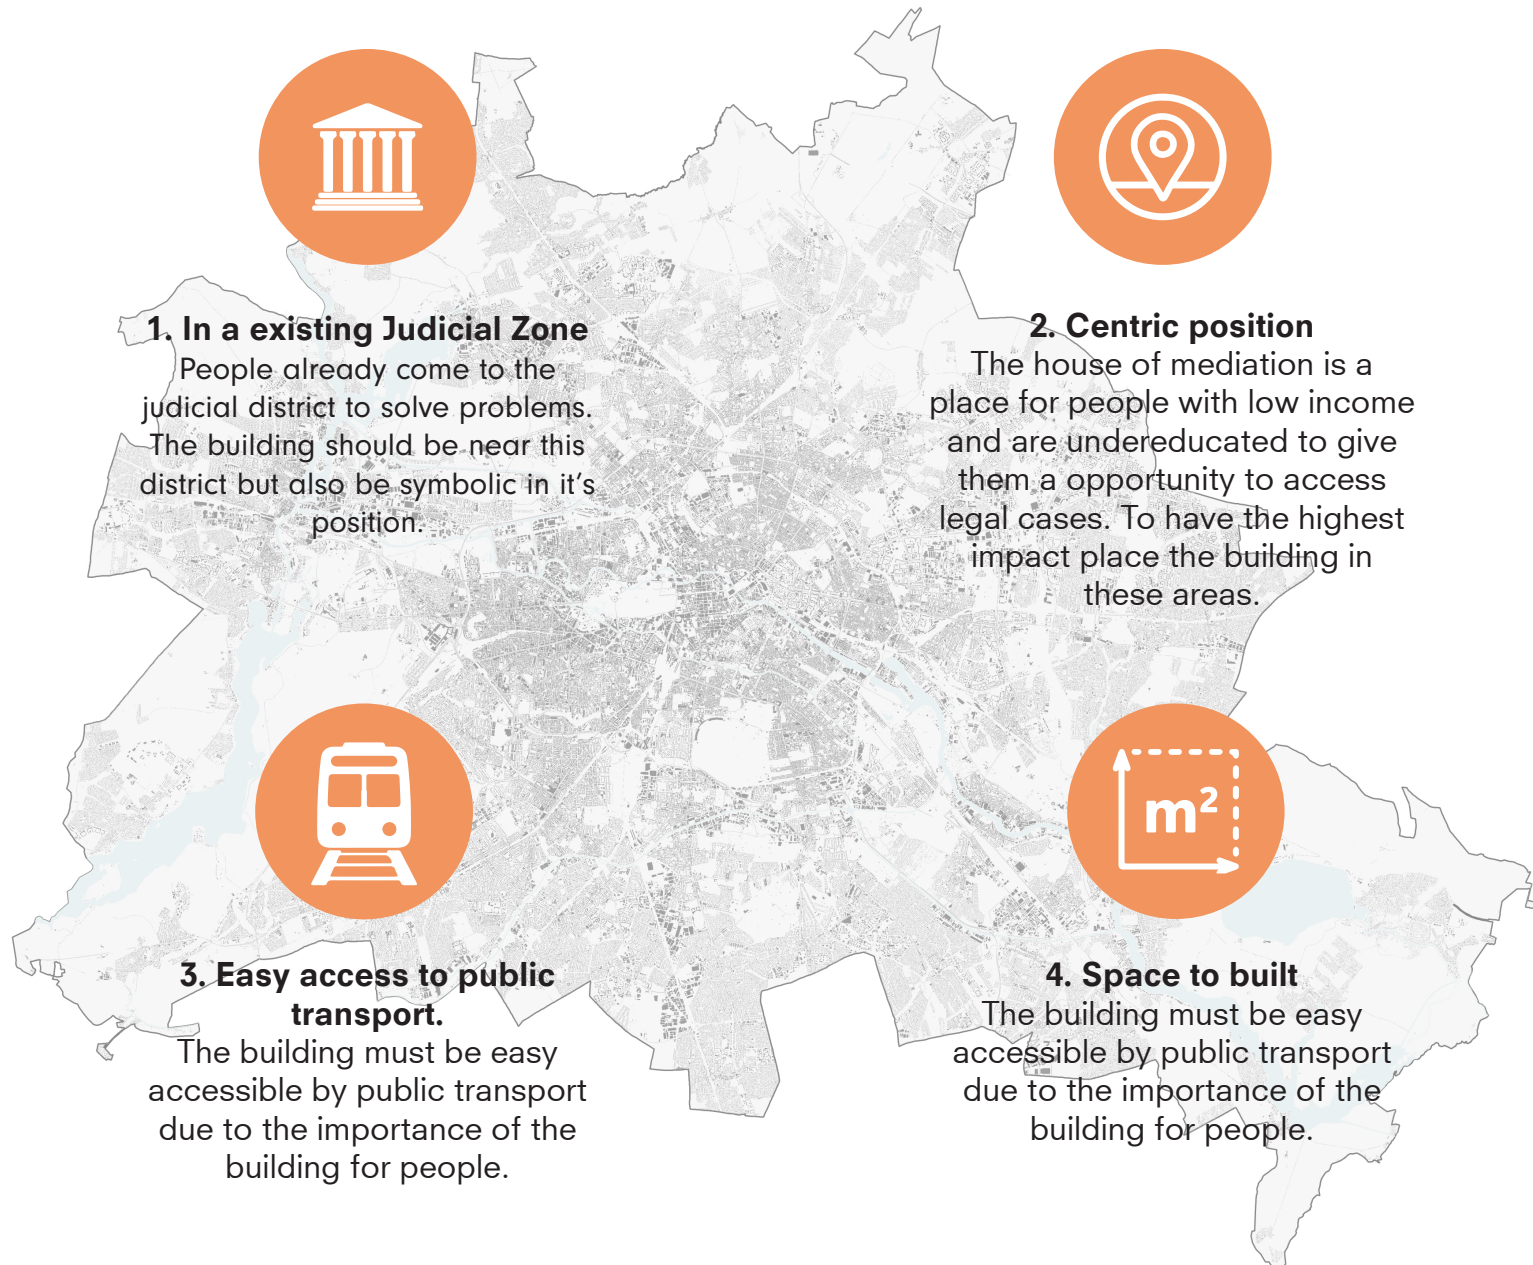 1. In a existing Judicial Zone
People already come to the
judicial district to solve problems.
The building should be near this
district but also be symbolic in it's
position.
2. Centric position
The house of mediation is a
place for people with low income
and are undereducated to give
them a opportunity to access
legal cases. To have the highest
impact place the building in
these areas.
3. Easy access to public
transport.
The building must be easy
accessible by public transport
due to the importance of the
building for people.
m²
4. Space to built
The building must be easy
accessible by public transport
due to the importance of the
building for people.